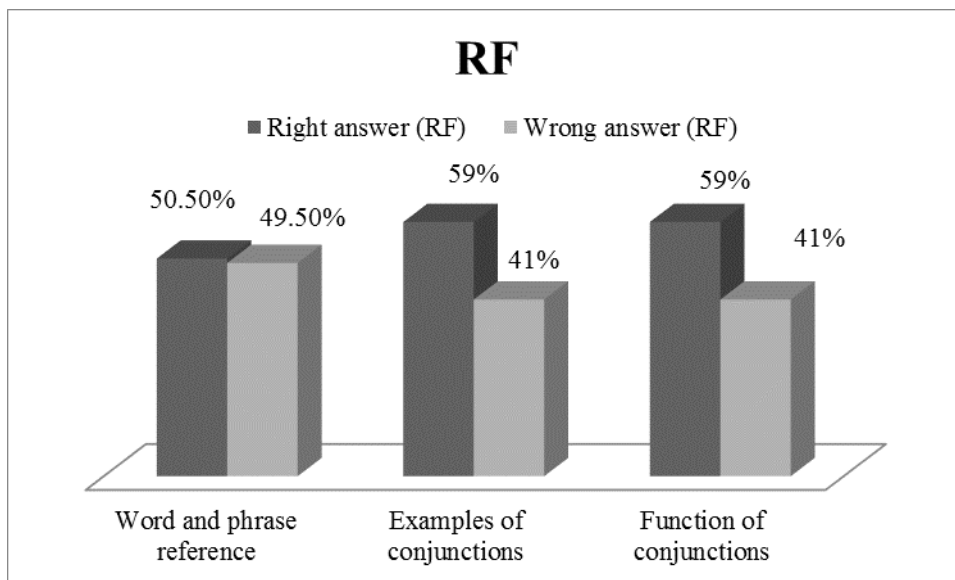 RF
Right answer (RF) Wrong answer (RF)
50.50% 49.50% 59% 41% 59% 41%
Word and phrase reference
Examples of conjunctions
Function of conjunctions